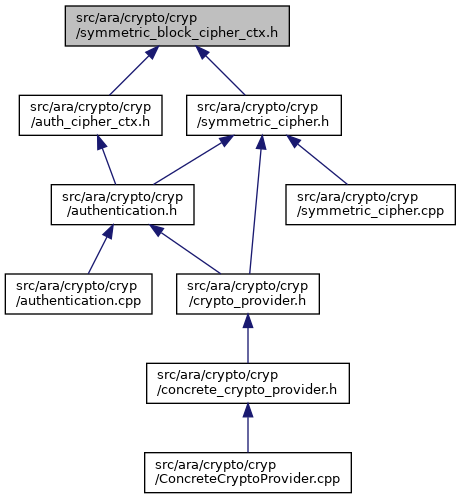 src/ara/crypto/cryp
/symmetric_block_cipher_ctx.h
src/ara/crypto/cryp
/auth_cipher_ctx.h
src/ara/crypto/cryp
/symmetric_cipher.h
src/ara/crypto/cryp
/authentication.h
src/ara/crypto/cryp
/symmetric_cipher.cpp
src/ara/crypto/cryp
/authentication.cpp
src/ara/crypto/cryp
/crypto_provider.h
src/ara/crypto/cryp
/concrete_crypto_provider.h
src/ara/crypto/cryp
/ConcreteCryptoProvider.cpp